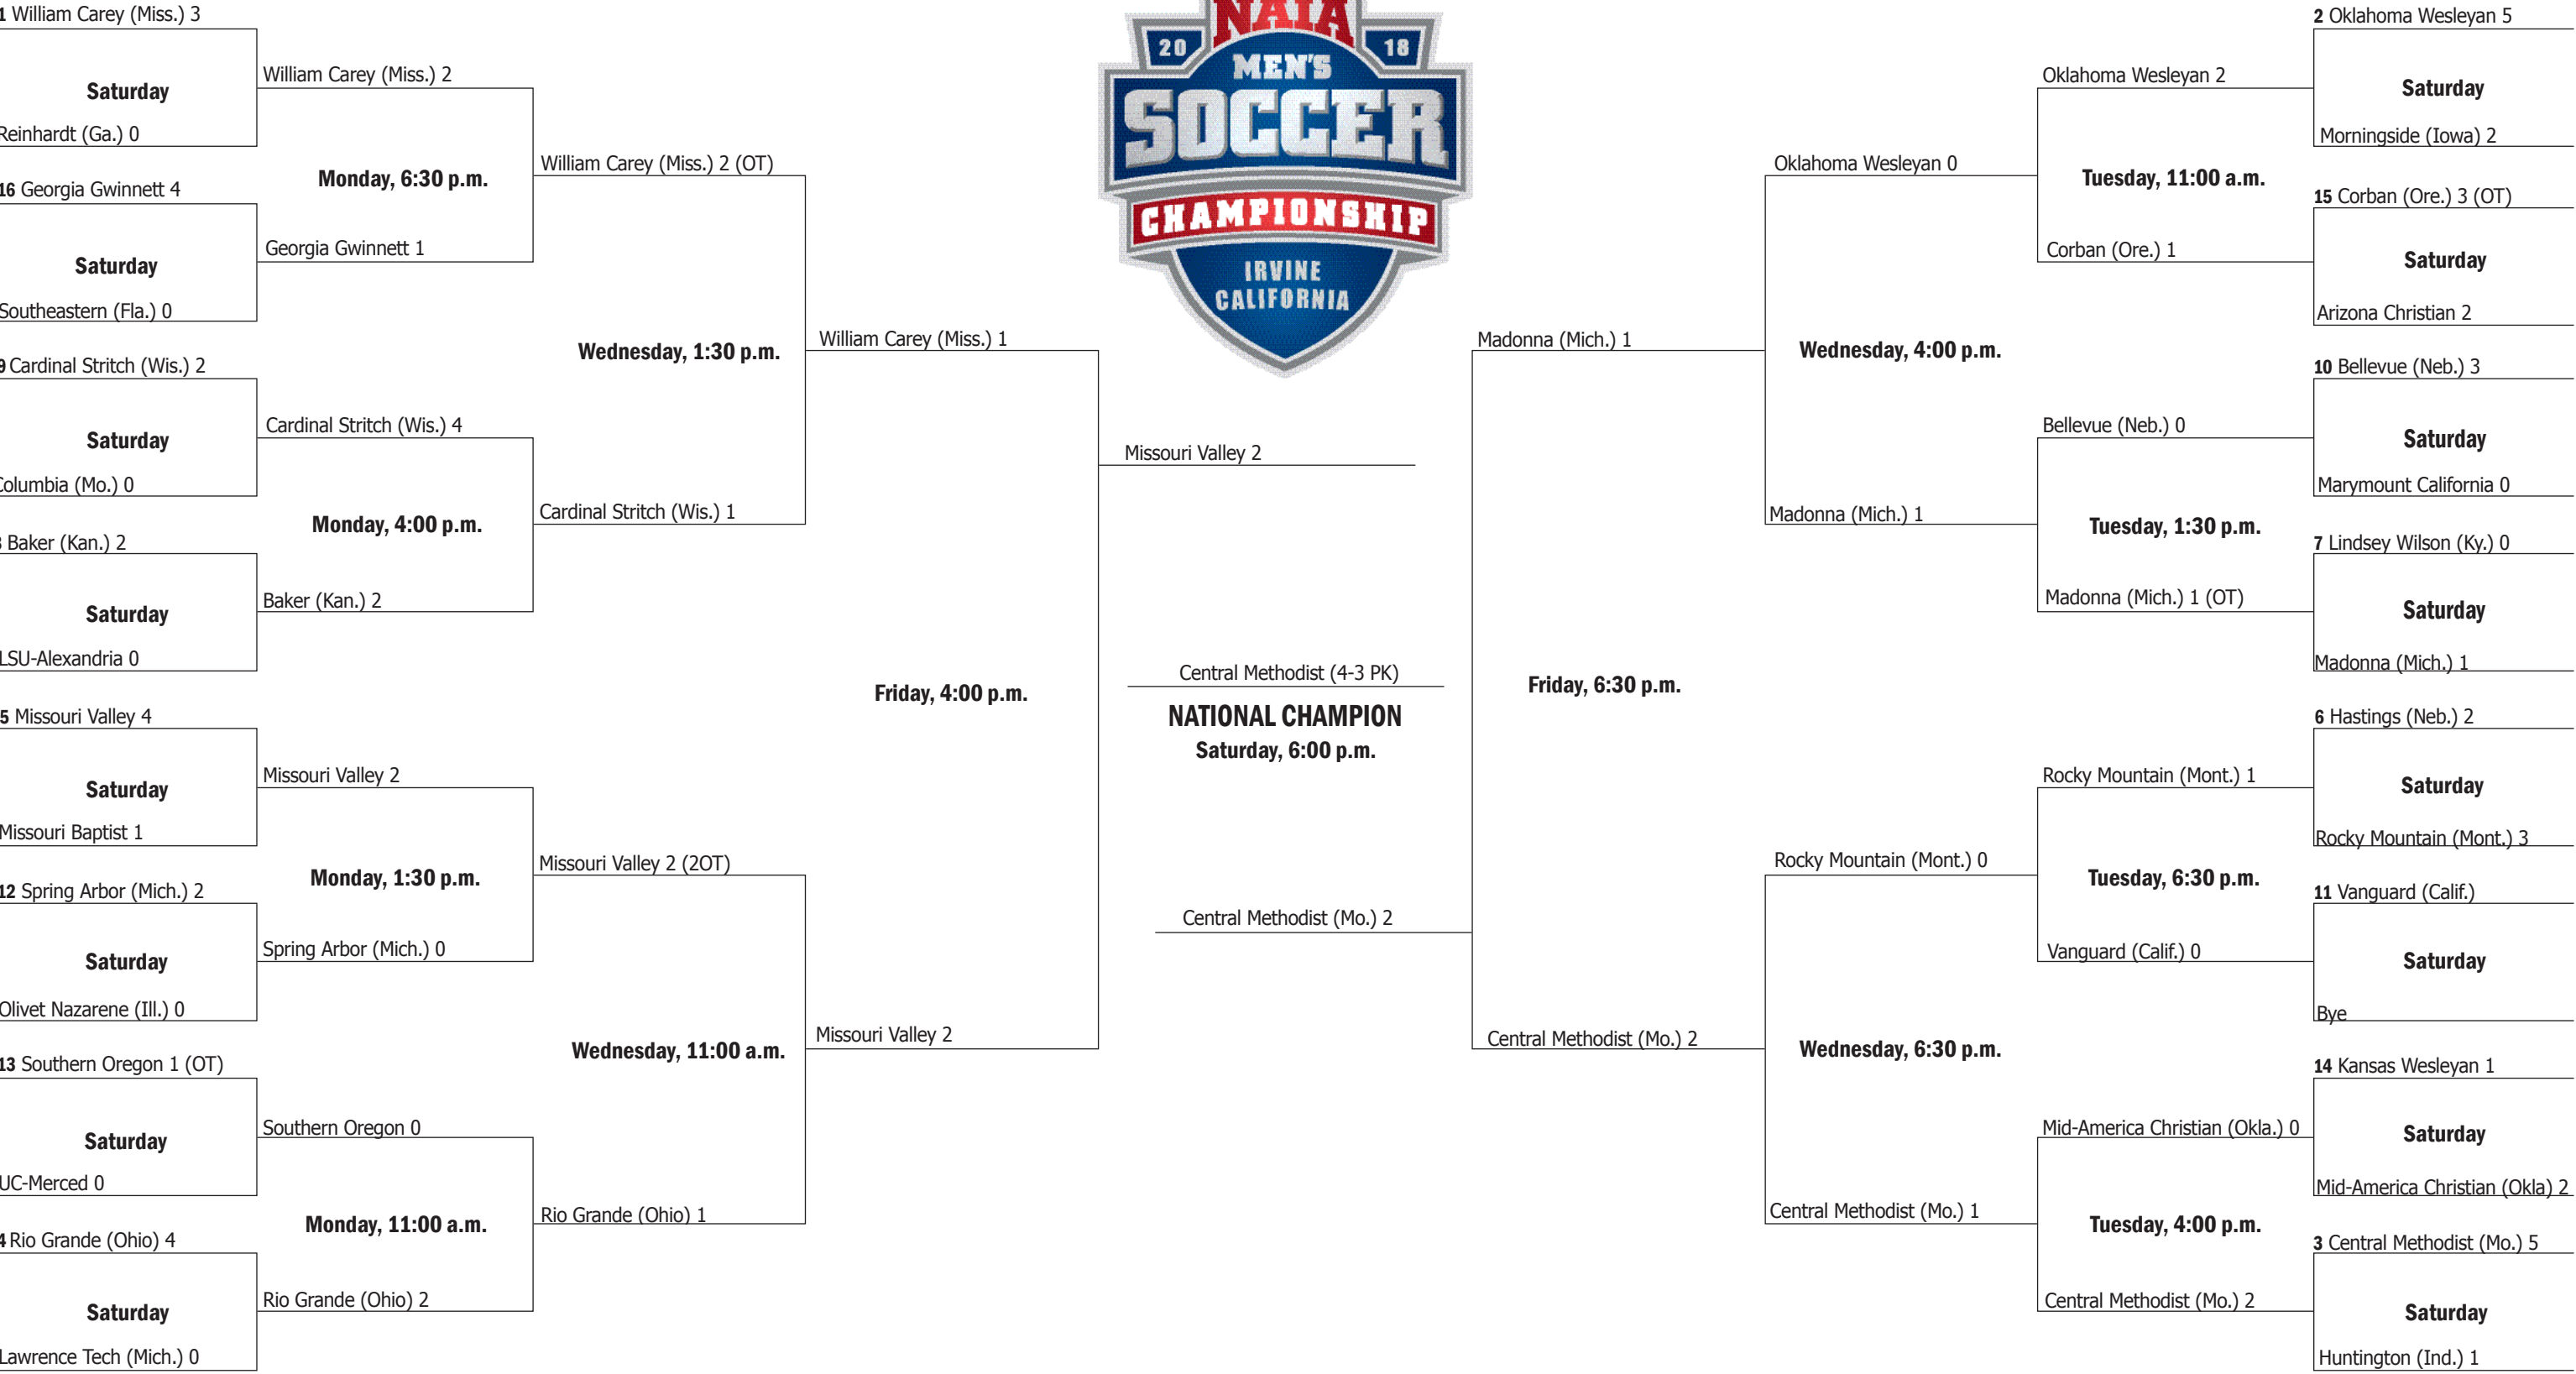 1 William Carey (Miss.) 3
Saturday
Reinhardt (Ga.) 0
16 Georgia Gwinnett 4
Saturday
Southeastern (Fla.) 0
9 Cardinal Stritch (Wis.) 2
Saturday
Columbia (Mo.) 0
Baker (Kan.) 2
Saturday
LSU-Alexandria 0
5 Missouri Valley 4
Saturday
Missouri Baptist 1
12 Spring Arbor (Mich.) 2
Saturday
Olivet Nazarene (Ill.) 0
13 Southern Oregon 1 (OT)
Saturday
UC-Merced 0
4 Rio Grande (Ohio) 4
Saturday
Lawrence Tech (Mich.) 0
William Carey (Miss.) 2
Monday, 6:30 p.m.
Georgia Gwinnett 1
Cardinal Stritch (Wis.) 4
Monday, 4:00 p.m.
Baker (Kan.) 2
Missouri Valley 2
Monday, 1:30 p.m.
Spring Arbor (Mich.) 0
Southern Oregon 0
Monday, 11:00 a.m.
Rio Grande (Ohio) 2
William Carey (Miss.) 2 (OT)
Wednesday, 1:30 p.m.
Cardinal Stritch (Wis.) 1
Missouri Valley 2 (2OT)
Wednesday, 11:00 a.m.
Rio Grande (Ohio) 1
William Carey (Miss.) 1
Friday, 4:00 p.m.
Missouri Valley 2
NAIA
20 18
MEN'S
SOCCER
CHAMPIONSHIP
IRVINE
CALIFORNIA
Missouri Valley 2
Central Methodist (4-3 PK)
NATIONAL CHAMPION
Saturday, 6:00 p.m.
Central Methodist (Mo.) 2
Madonna (Mich.) 1
Friday, 6:30 p.m.
Central Methodist (Mo.) 2
Oklahoma Wesleyan 0
Wednesday, 4:00 p.m.
Madonna (Mich.) 1
Rocky Mountain (Mont.) 0
Wednesday, 6:30 p.m.
Central Methodist (Mo.) 1
Oklahoma Wesleyan 2
Tuesday, 11:00 a.m.
Corban (Ore.) 1
Bellevue (Neb.) 0
Tuesday, 1:30 p.m.
Madonna (Mich.) 1 (OT)
Rocky Mountain (Mont.) 1
Tuesday, 6:30 p.m.
Vanguard (Calif.) 0
Mid-America Christian (Okla.) 0
Tuesday, 4:00 p.m.
Central Methodist (Mo.) 2
2 Oklahoma Wesleyan 5
Saturday
Morningside (Iowa) 2
15 Corban (Ore.) 3 (OT)
Saturday
Arizona Christian 2
10 Bellevue (Neb.) 3
Saturday
Marymount California 0
7 Lindsey Wilson (Ky.) 0
Saturday
Madonna (Mich.) 1
6 Hastings (Neb.) 2
Saturday
Rocky Mountain (Mont.) 3
11 Vanguard (Calif.)
Saturday
Bye
14 Kansas Wesleyan 1
Saturday
Mid-America Christian (Okla) 2
3 Central Methodist (Mo.) 5
Saturday
Huntington (Ind.) 1